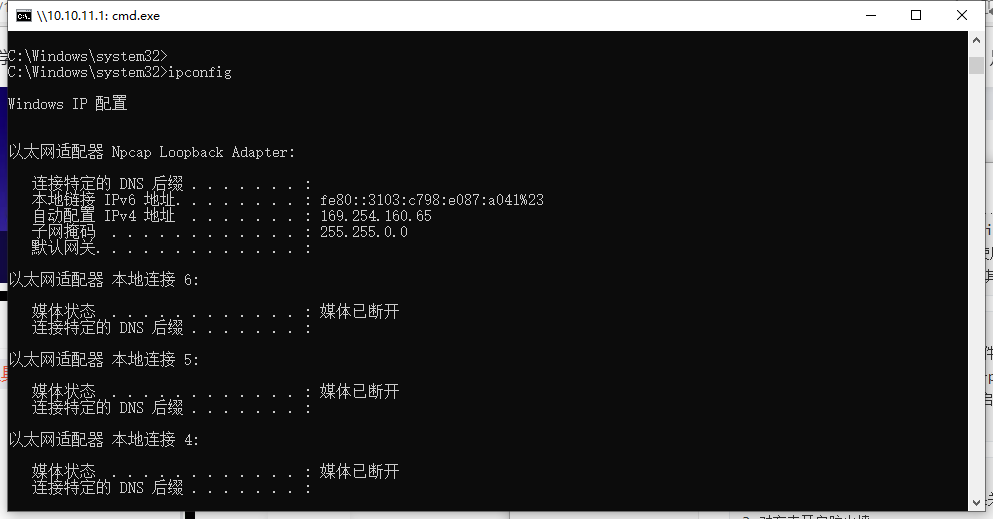 \\10.10.11.1: cmd.exe
C:\Windows\system32>
C:\Windows\system32>ipconfig
Windows IP 配置
以太网适配器 Npcap Loopback Adapter:
连接特定的 DNS 后缀 . . . . . . . :
本地链接 IPv6 地址. . . . . . . . : fe80::3103:c798:e087:a041%23
自动配置 IPv4 地址 . . . . . . . : 169.254.160.65
子网掩码 . . . . . . . . . . . . : 255.255.0.0
默认网关. . . . . . . . . . . . . :
以太网适配器 本地连接 6:
媒体状态 . . . . . . . . . . . . : 媒体已断开
连接特定的 DNS 后缀 . . . . . . . :
以太网适配器 本地连接 5:
媒体状态 . . . . . . . . . . . . : 媒体已断开
连接特定的 DNS 后缀 . . . . . . . :
以太网适配器 本地连接 4:
媒体状态 . . . . . . . . . . . . : 媒体已断开
连接特定的 DNS 后缀 . . . . . . . :